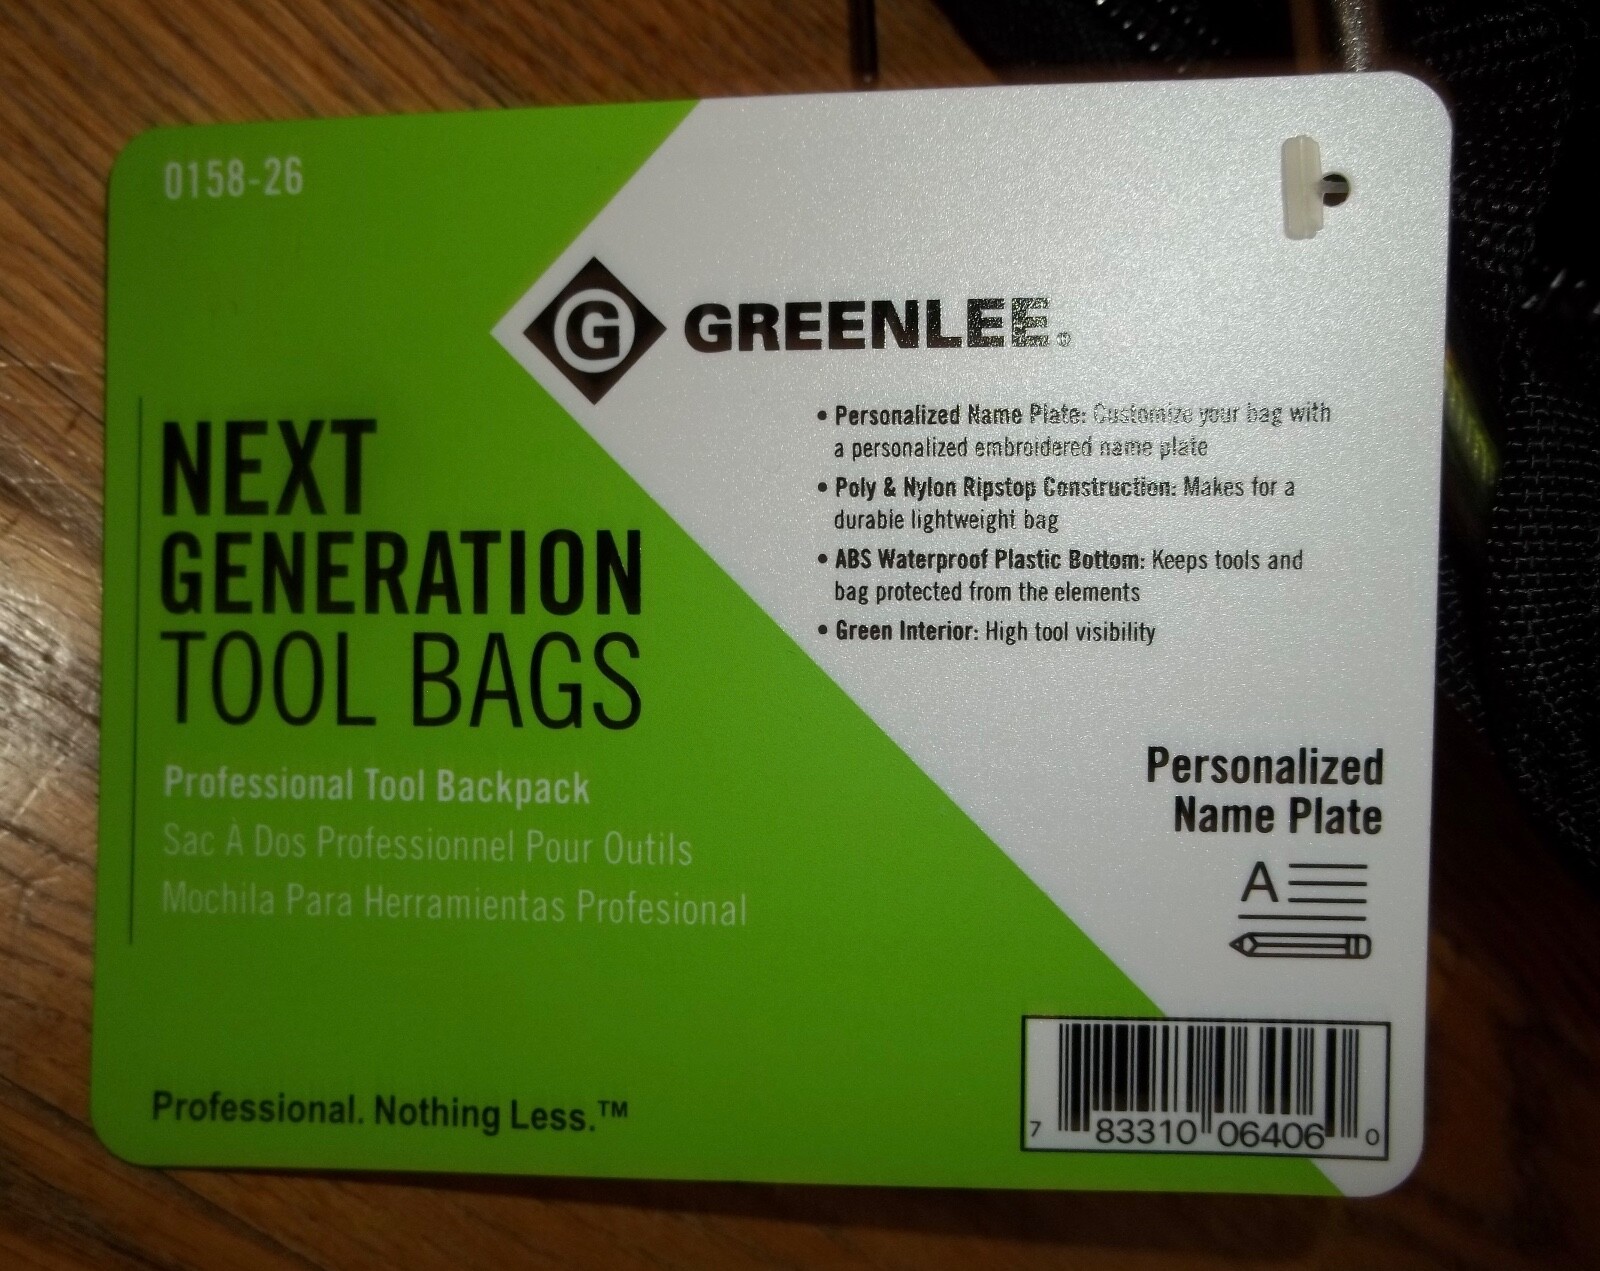 0158-26
G GREENLEE®
• Personalized Name Plate: Customize your bag with
a personalized embroidered name plate
• Poly & Nylon Ripstop Construction: Makes for a
durable lightweight bag
• ABS Waterproof Plastic Bottom: Keeps tools and
bag protected from the elements
• Green Interior: High tool visibility
NEXT
GENERATION
TOOL BAGS
Professional Tool Backpack
Sac À Dos Professionnel Pour Outils
Mochila Para Herramientas Profesional
Personalized
Name Plate
A
Professional. Nothing Less.™
7 83310 06406 0